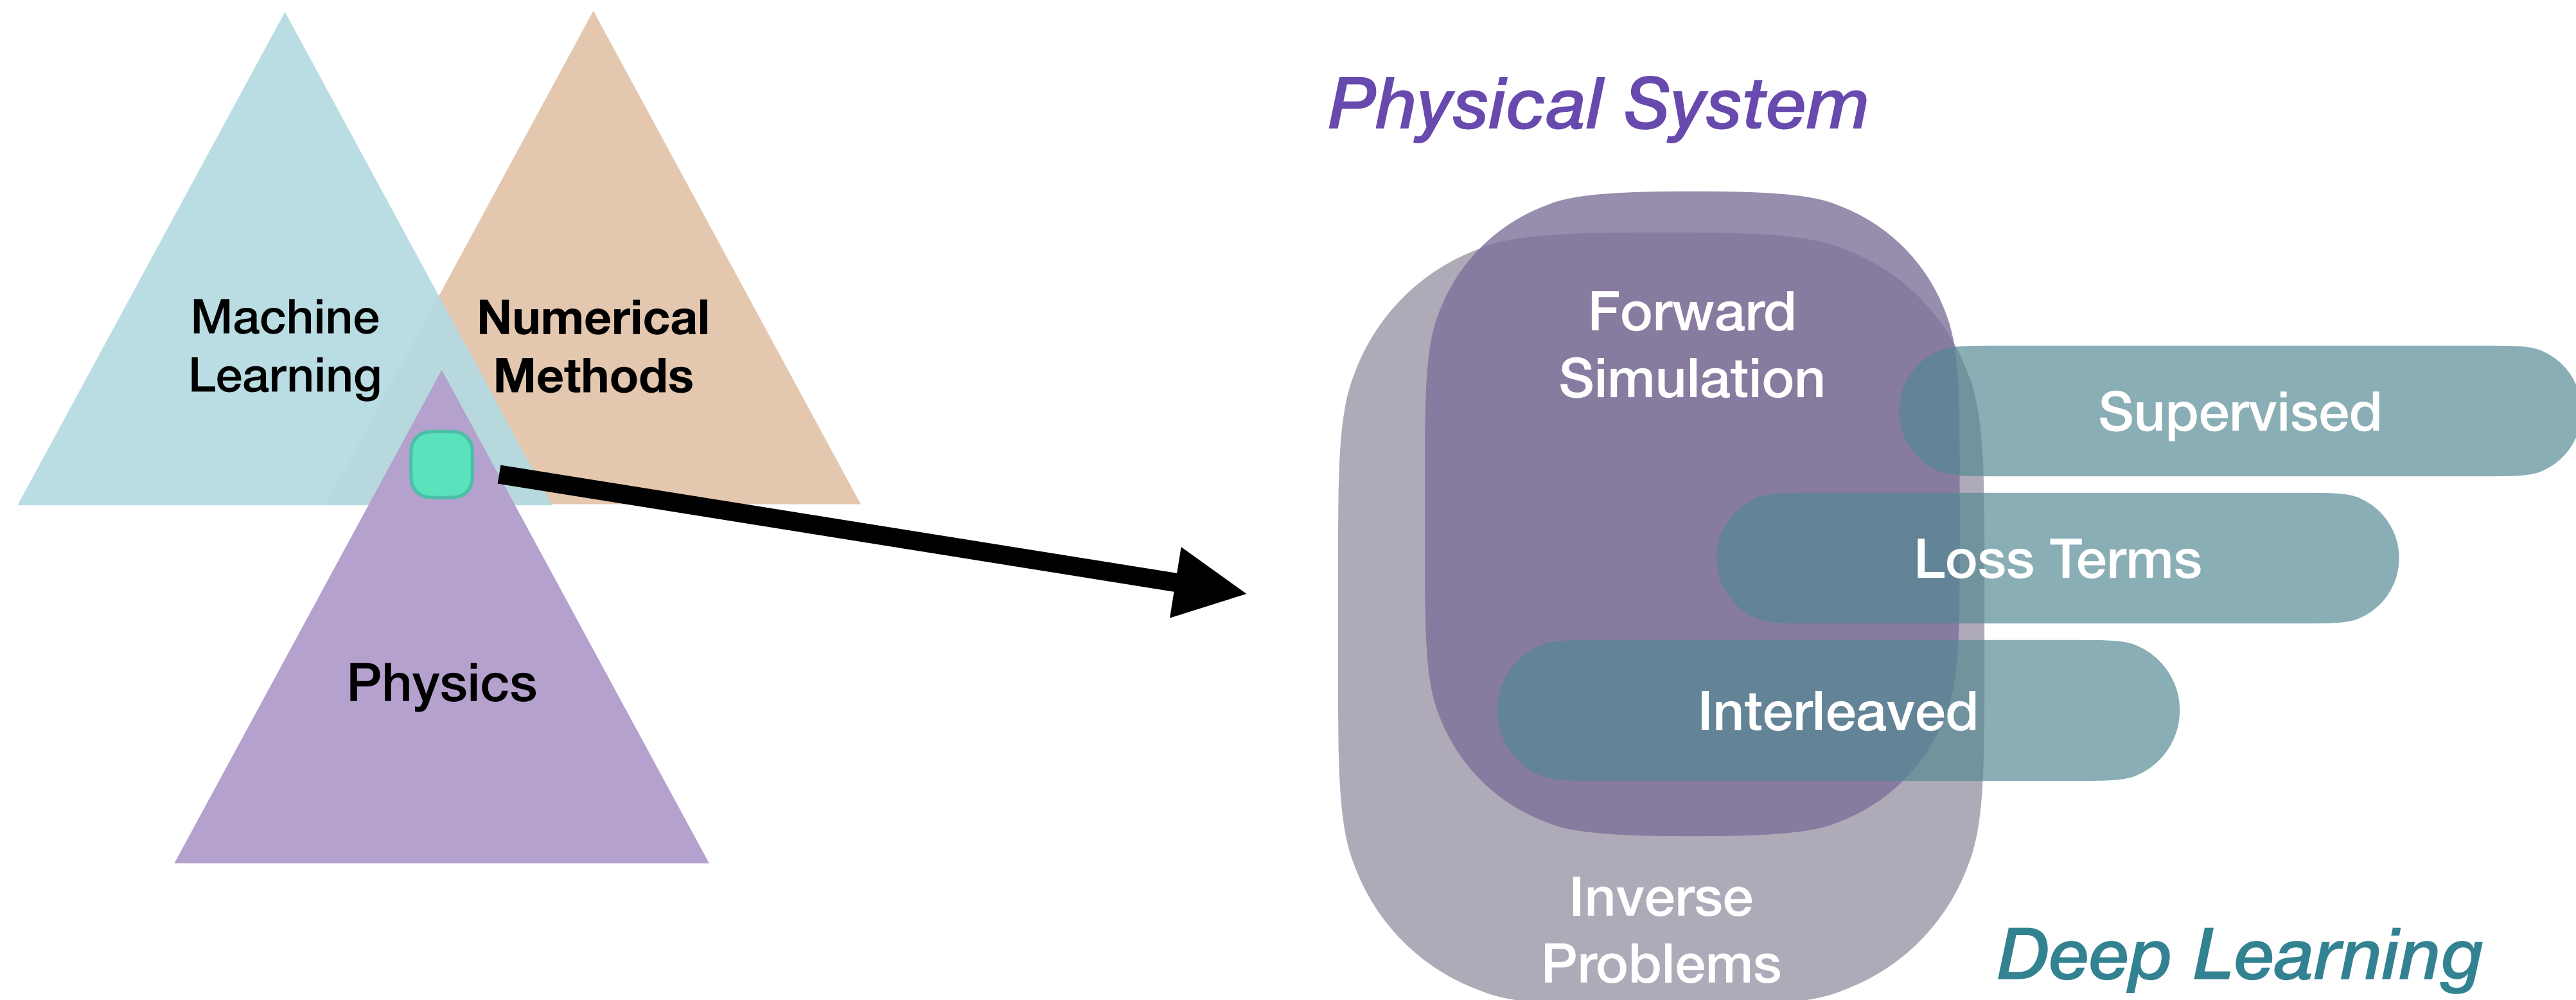 Machine
Learning
Numerical
Methods
Physics
Physical System
Forward
Simulation
Supervised
Loss Terms
Interleaved
Inverse
Problems
Deep Learning